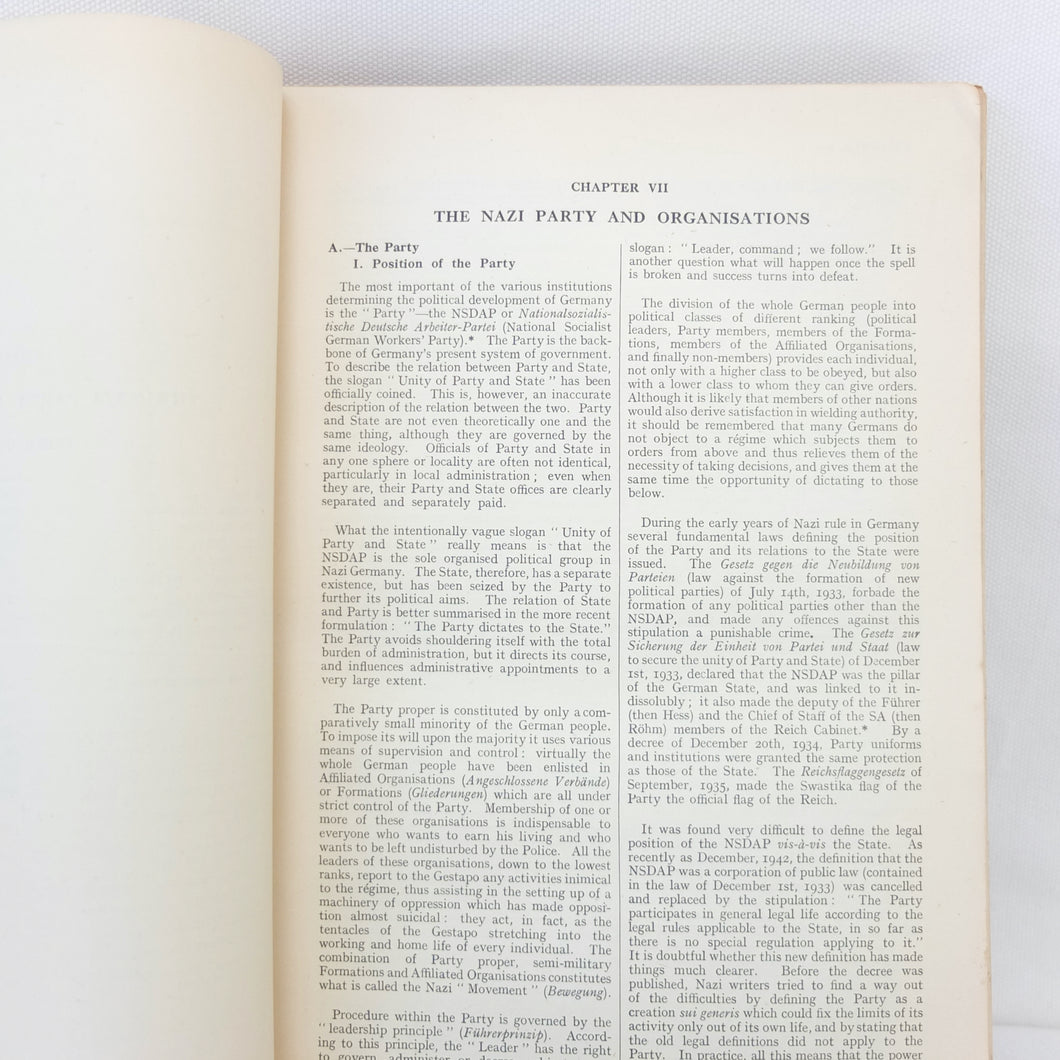 CHAPTER VII
THE NAZI PARTY AND ORGANISATIONS
A.—The Party
I. Position of the Party
The most important of the various institutions
determining the political development of Germany
is the " Party "—the NSDAP or Nationalsozialis-
tische Deutsche Arbeiter-Partei (National Socialist
German Workers' Party).* The Party is the back-
bone of Germany's present system of government.
To describe the relation between Party and State,
the slogan " Unity of Party and State " has been
officially coined. This is, however, an inaccurate
description of the relation between the two. Party
and State are not even theoretically one and the
same thing, although they are governed by the
same ideology. Officials of Party and State in
any one sphere or locality are often not identical,
particularly in local administration ; even when
they are, their Party and State offices are clearly
separated and separately paid.
What the intentionally vague slogan " Unity of
Party and State " really means is that the
NSDAP is the sole organised political group in
Nazi Germany. The State, therefore, has a separate
existence, but has been seized by the Party to
further its political aims. The relation of State
and Party is better summarised in the more recent
formulation : " The Party dictates to the State."
The Party avoids shouldering itself with the total
burden of administration, but it directs its course,
and influences administrative appointments to a
very large extent.
The Party proper is constituted by only a com-
paratively small minority of the German people.
To impose its will upon the majority it uses various
means of supervision and control : virtually the
whole German people have been enlisted in
Affiliated Organisations (Angeschlossene Verbände)
or Formations (Gliederungen) which are all under
strict control of the Party. Membership of one or
more of these organisations is indispensable to
everyone who wants to earn his living and who
wants to be left undisturbed by the Police. All the
leaders of these organisations, down to the lowest
ranks, report to the Gestapo any activities inimical
to the régime, thus assisting in the setting up of a
machinery of oppression which has made opposi-
tion almost suicidal : they act, in fact, as the
tentacles of the Gestapo stretching into the
working and home life of every individual. The
combination of Party proper, semi-military
Formations and Affiliated Organisations constitutes
what is called the Nazi " Movement " (Bewegung).
Procedure within the Party is governed by the
" leadership principle " (Führerprinzip). Accord-
ing to this principle, the " Leader " has the right
to govern, administer or
slogan : " Leader, command ; we follow." It is
another question what will happen once the spell
is broken and success turns into defeat.
The division of the whole German people into
political classes of different ranking (political
leaders, Party members, members of the Forma-
tions, members of the Affiliated Organisations,
and finally non-members) provides each individual,
not only with a higher class to be obeyed, but also
with a lower class to whom they can give orders.
Although it is likely that members of other nations
would also derive satisfaction in wielding authority,
it should be remembered that many Germans do
not object to a régime which subjects them to
orders from above and thus relieves them of the
necessity of taking decisions, and gives them at the
same time the opportunity of dictating to those
below.
During the early years of Nazi rule in Germany
several fundamental laws defining the position
of the Party and its relations to the State were
issued. The Gesetz gegen die Neubildung von
Parteien (law against the formation of new
political parties) of July 14th, 1933, forbade the
formation of any political parties other than the
NSDAP, and made any offences against this
stipulation a punishable crime. The Gesetz zur
Sicherung der Einheit von Partei und Staat (law
to secure the unity of Party and State) of December
1st, 1933, declared that the NSDAP was the pillar
of the German State, and was linked to it in-
dissolubly ; it also made the deputy of the Führer
(then Hess) and the Chief of Staff of the SA (then
Röhm) members of the Reich Cabinet.* By a
decree of December 20th, 1934, Party uniforms
and institutions were granted the same protection
as those of the State. The Reichsflaggengesetz of
September, 1935, made the Swastika flag of the
Party the official flag of the Reich.
It was found very difficult to define the legal
position of the NSDAP vis-à-vis the State. As
recently as December, 1942, the definition that the
NSDAP was a corporation of public law (contained
in the law of December 1st, 1933) was cancelled
and replaced by the stipulation : " The Party
participates in general legal life according to the
legal rules applicable to the State, in so far as
there is no special regulation applying to it."
It is doubtful whether this new definition has made
things much clearer. Before the decree was
published, Nazi writers tried to find a way out
of the difficulties by defining the Party as a
creation sui generis which could fix the limits of its
activity only out of its own life, and by stating that
the old legal definitions did not apply to the
Party. In practice, all this means that the power